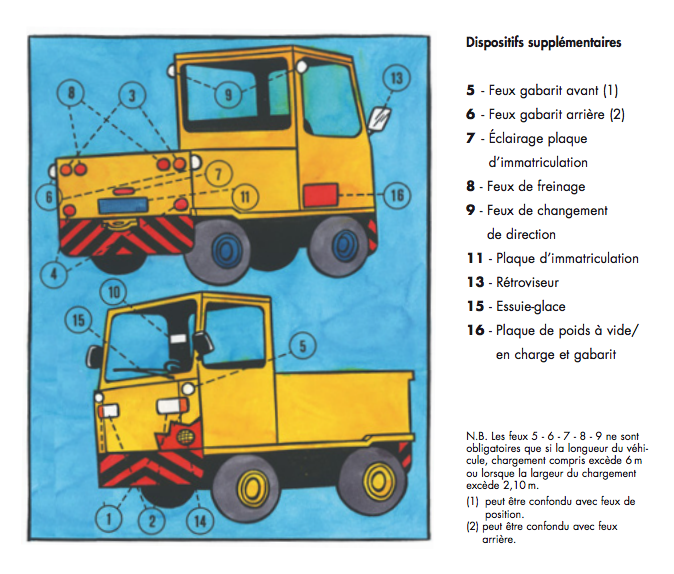 Dispositifs supplémentaires
5 - Feux gabarit avant (1)
6 - Feux gabarit arrière (2)
7 - Éclairage plaque
d’immatriculation
8 - Feux de freinage
9 - Feux de changement
de direction
11 - Plaque d’immatriculation
13 - Rétroviseur
15 - Essuie-glace
16 - Plaque de poids à vide/
en charge et gabarit
N.B. Les feux 5 - 6 - 7 - 8 - 9 ne sont
obligatoires que si la longueur du véhi-
cule, chargement compris excède 6 m
ou lorsque la largeur du chargement
excède 2,10 m.
(1) peut être confondu avec feux de
position.
(2) peut être confondu avec feux
arrière.
13
8
3
9
7
6
11
16
4
10
15
5
1
2
14